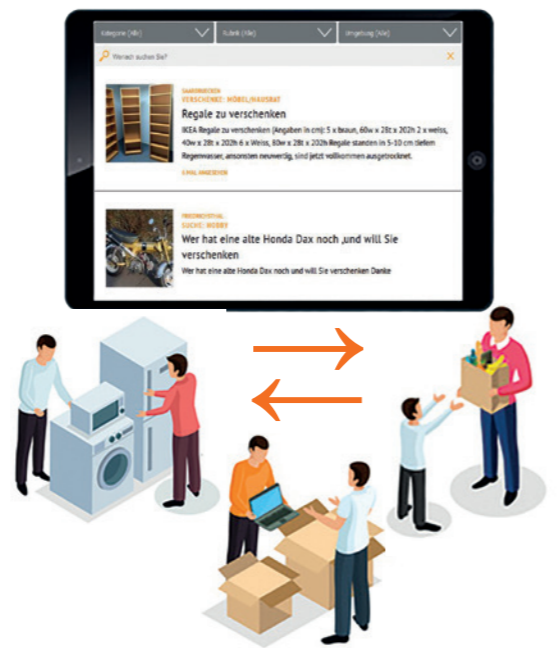 Kategorie (Alle)
Rubrik (Alle)
Umgebung (Alle)
Wonach suchen Sie?
SAARBRÜCKEN
VERSCHENKE: MÖBEL/HAUSRAT
Regale zu verschenken
IKEA Regale zu verschenken (Angaben in cm): 5 x braun, 60w x 28t x 202h 2 x weiss,
40w x 28t x 202h 6 x Weiss, 80w x 28t x 202h Regale standen in 5-10 cm tiefem
Regenwasser, ansonsten neuwertig, sind jetzt vollkommen ausgetrocknet.
E-MAIL
FRIEDRICHSTHAL
SUCHE: HOBBY
Wer hat eine alte Honda Dax noch ,und will Sie
verschenken
Wer hat eine alte Honda Dax noch und will Sie verschenken Danke